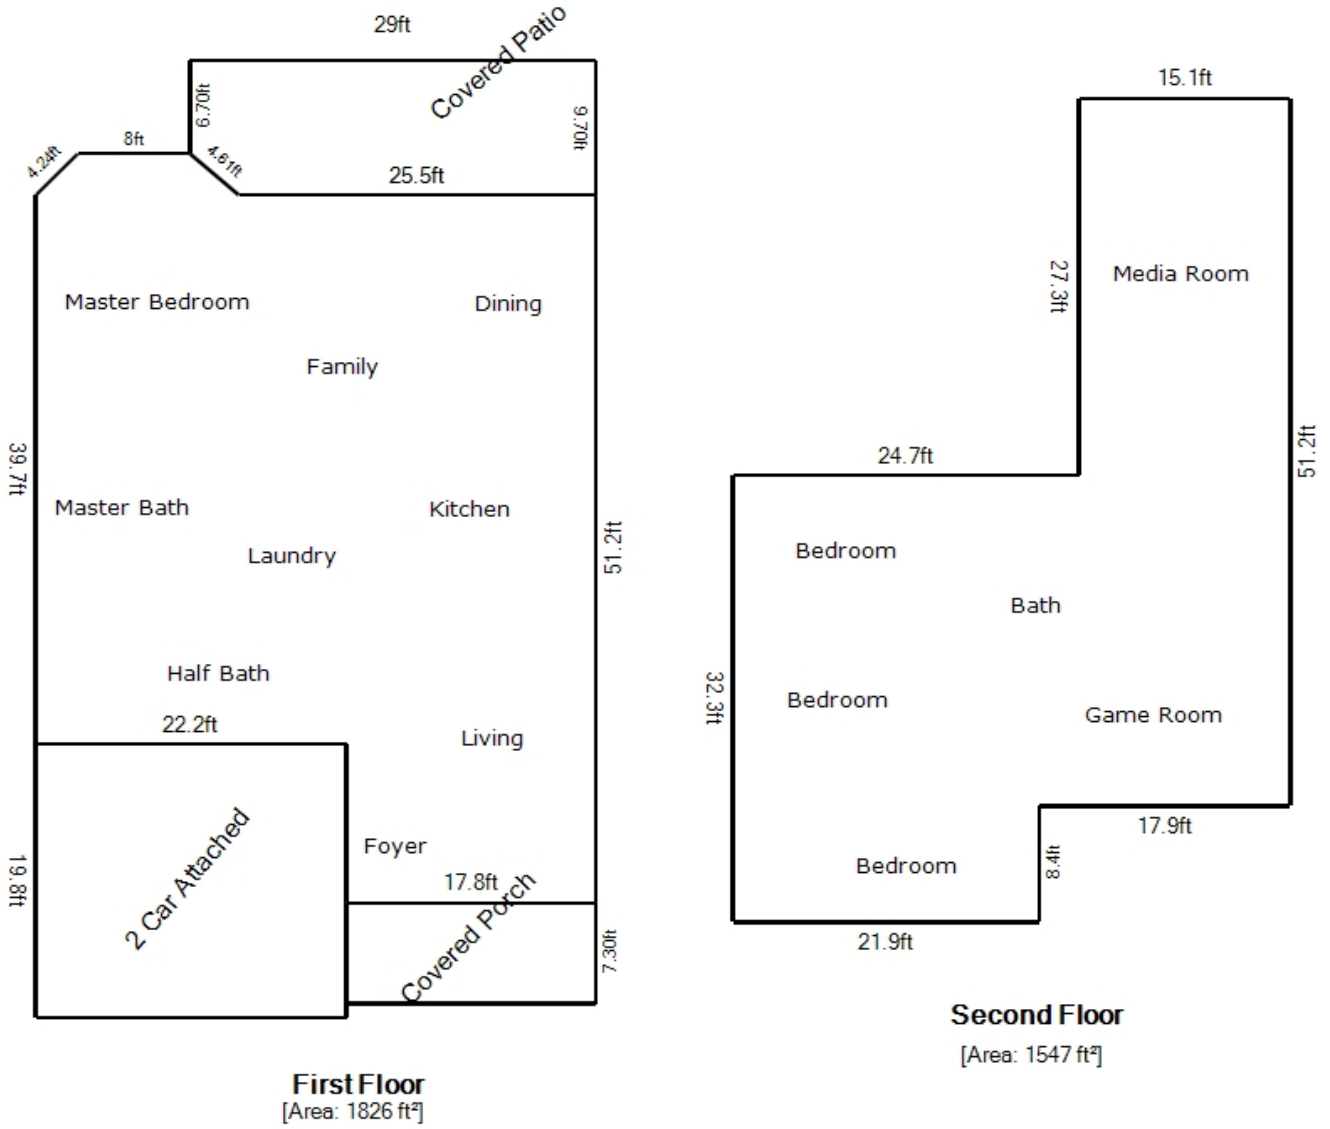 29ft
Covered Patio
6.70ft
9.70ft
8ft
4.24ft
4.61ft
25.5ft
Master Bedroom
Dining
Family
39.7ft
Master Bath
Kitchen
Laundry
51.2ft
Half Bath
22.2ft
Living
2 Car Attached
Foyer
19.8ft
17.8ft
Covered Porch
7.30ft
First Floor
[Area: 1826 ft²]
15.1ft
Media Room
27.3ft
24.7ft
51.2ft
Bedroom
Bath
Bedroom
32.3ft
Game Room
17.9ft
Bedroom
8.4ft
21.9ft
Second Floor
[Area: 1547 ft²]